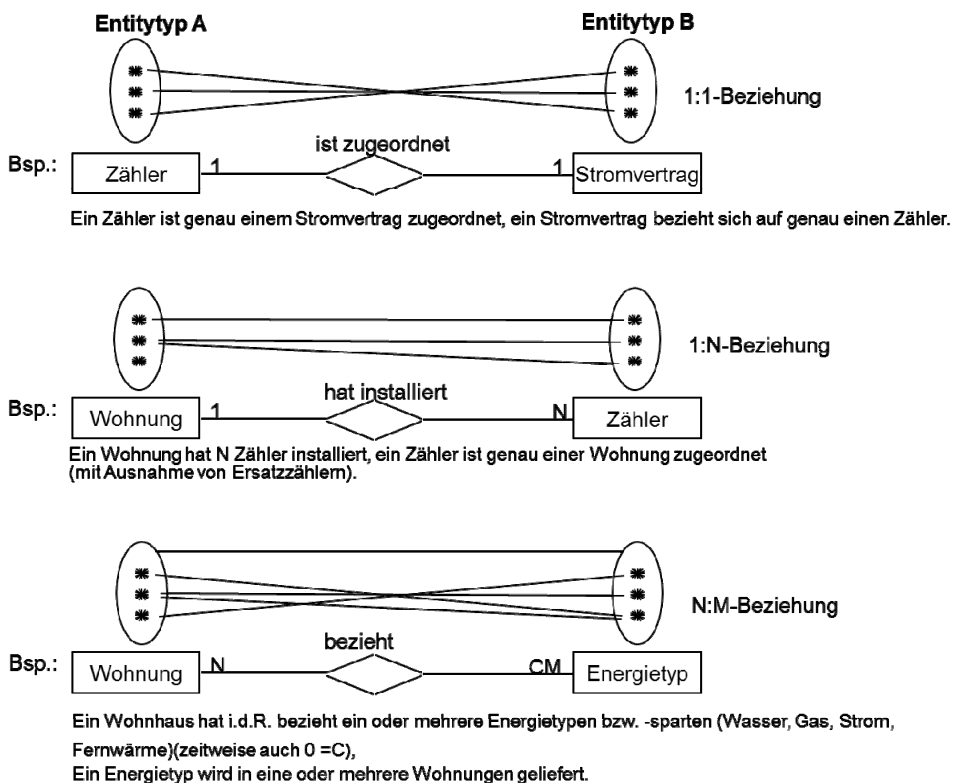 Entitytyp A Entitytyp B
1:1-Beziehung
ist zugeordnet
Bsp.: Zähler 1 1 Stromvertrag
Ein Zähler ist genau einem Stromvertrag zugeordnet, ein Stromvertrag bezieht sich auf genau einen Zähler.
1:N-Beziehung
hat installiert
Bsp.: Wohnung 1 N Zähler
Ein Wohnung hat N Zähler installiert, ein Zähler ist genau einer Wohnung zugeordnet
(mit Ausnahme von Ersatzzählern).
N:M-Beziehung
bezieht
Bsp.: Wohnung N CM Energietyp
Ein Wohnhaus hat i.d.R. bezieht ein oder mehrere Energietypen bzw. -sparten (Wasser, Gas, Strom,
Fernwärme)(zeitweise auch 0 =C),
Ein Energietyp wird in eine oder mehrere Wohnungen geliefert.